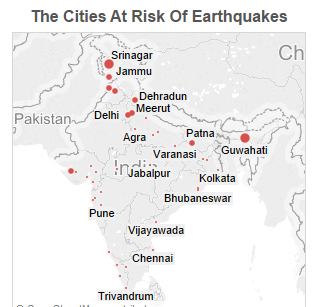 The Cities At Risk Of Earthquakes
Srinagar
Ch
Jammu
Dehradun
Pakistan
Meerut
Delhi
Agra
Patna
Varanasi
Guwahati
India
Jabalpur
Kolkata
Bhubaneswar
Pune
Vijayawada
Chennai
Trivandrum